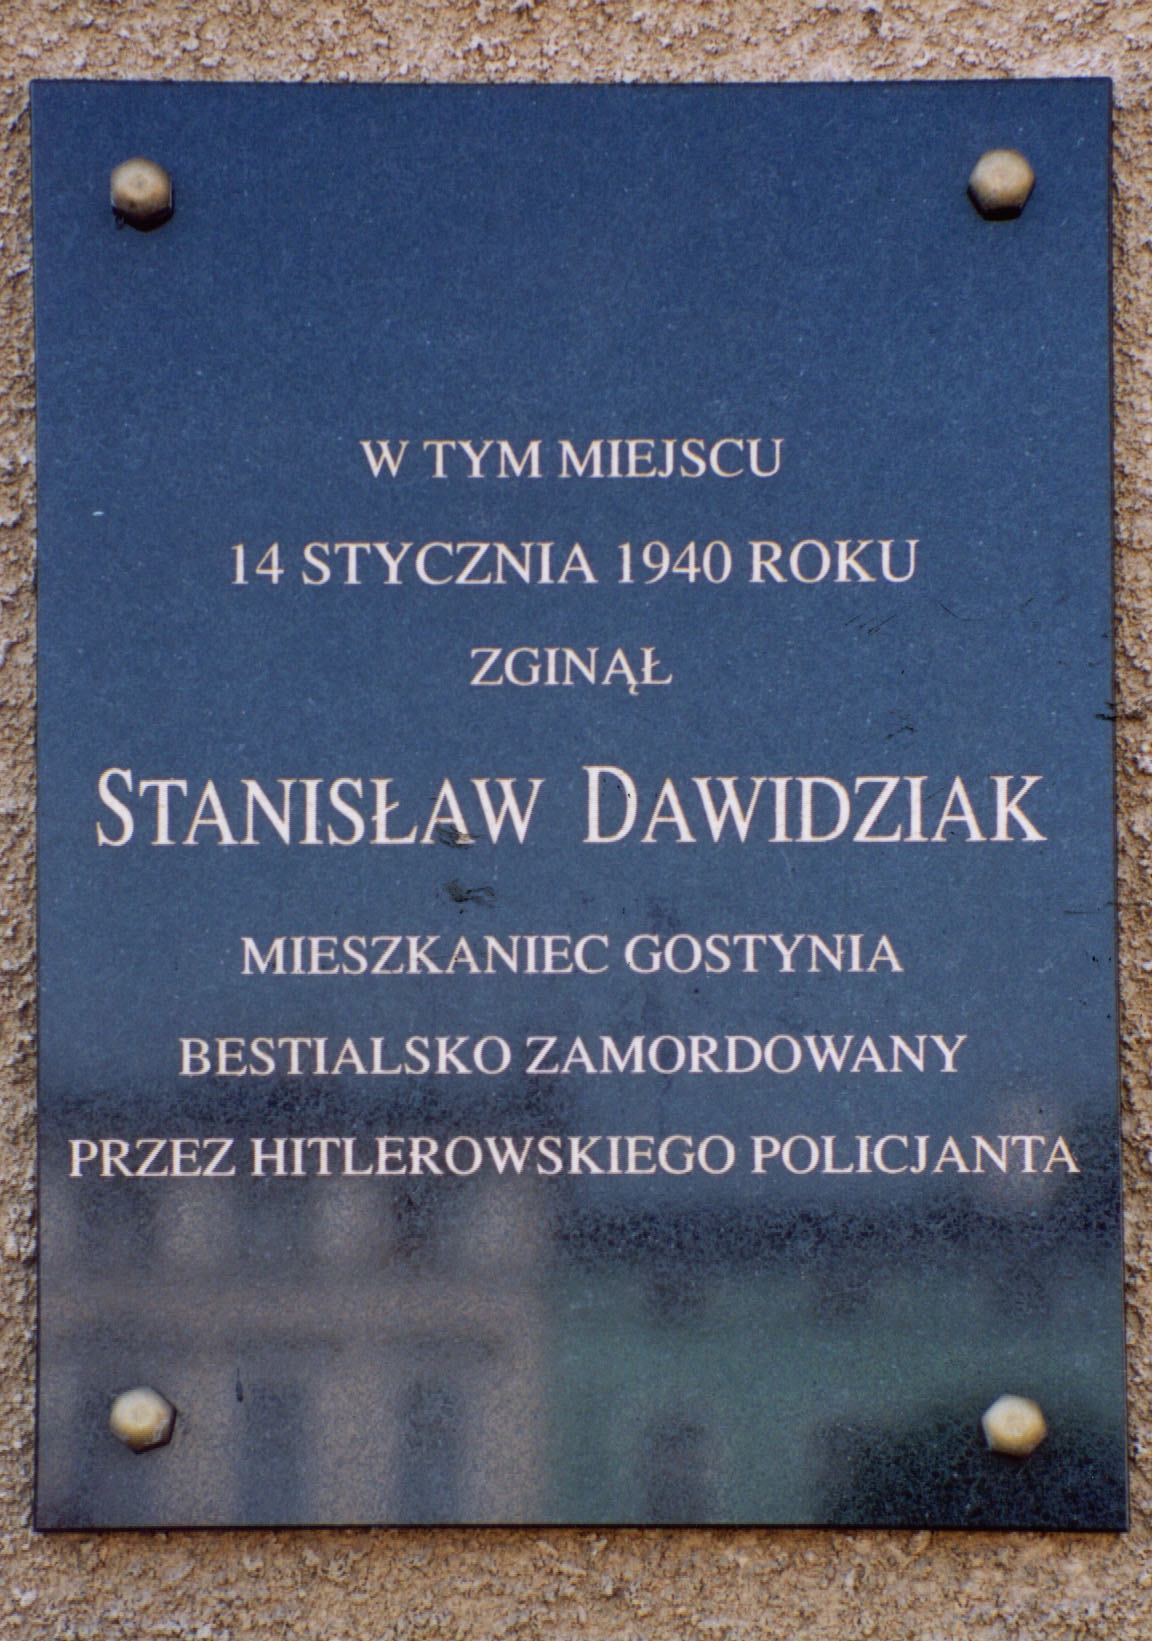 W TYM MIEJSCU
14 STYCZNIA 1940 ROKU
ZGINĄŁ
STANISŁAW DAWIDZIAK
MIESZKANIEC GOSTYNIA
BESTIALSKO ZAMORDOWANY
PRZEZ HITLEROWSKIEGO POLICJANTA